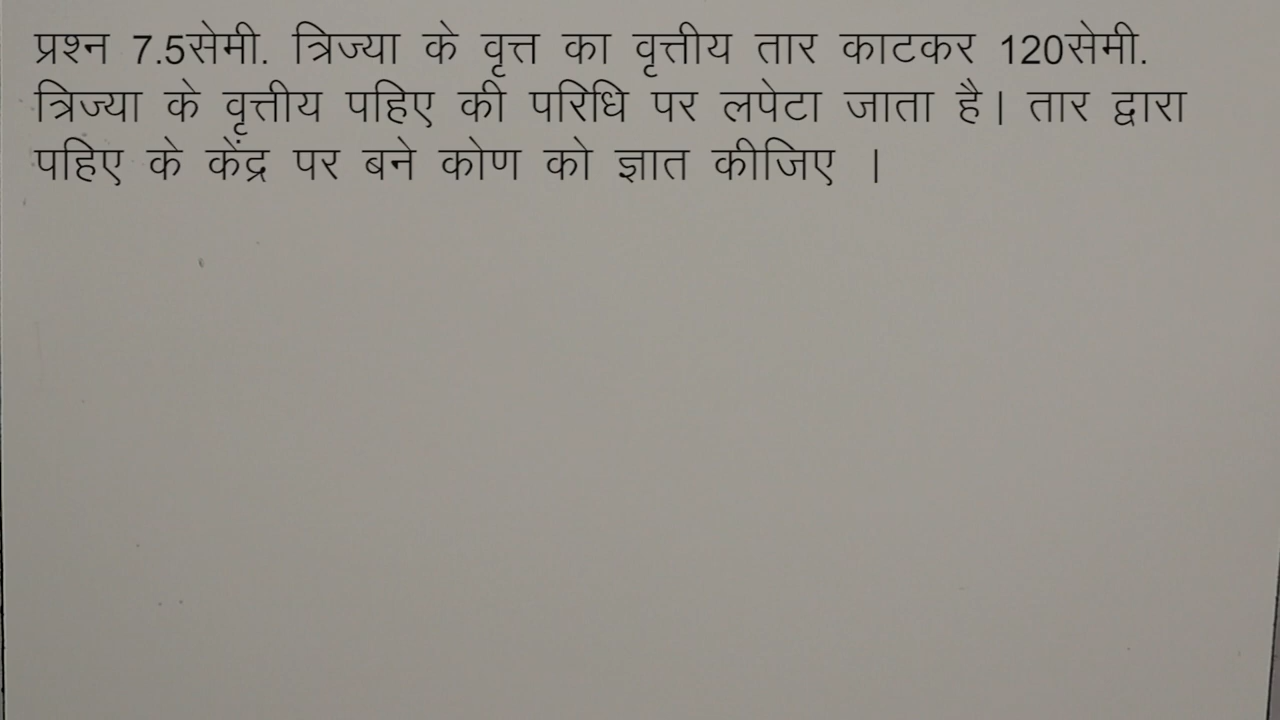 प्रश्न 7.5सेमी. त्रिज्या के वृत्त का वृत्तीय तार काटकर 120सेमी.
त्रिज्या के वृत्तीय पहिए की परिधि पर लपेटा जाता है। तार द्वारा
पहिए के केंद्र पर बने कोण को ज्ञात कीजिए ।